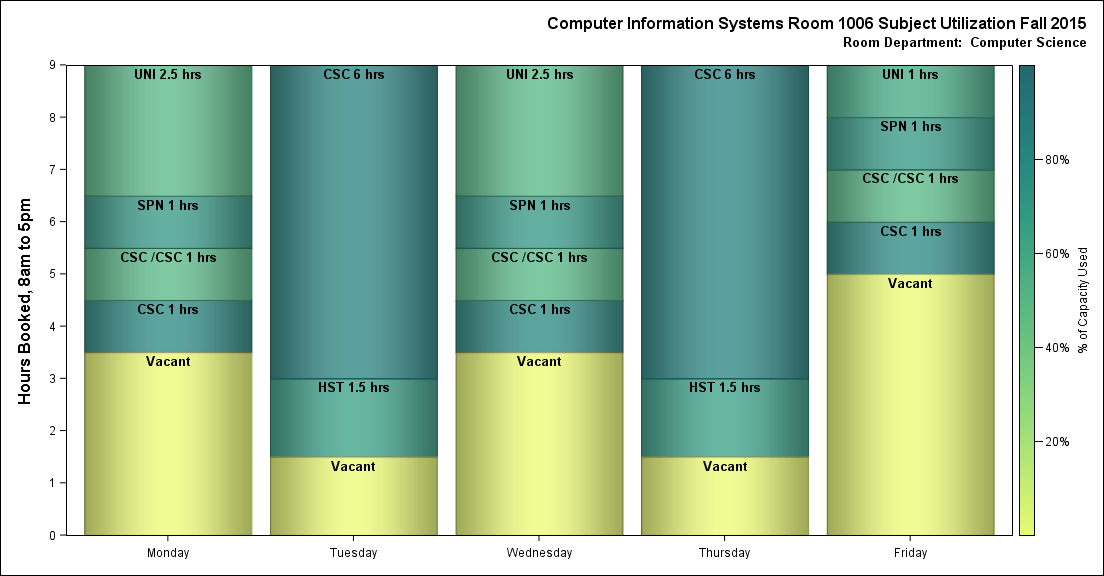 Computer Information Systems Room 1006 Subject Utilization Fall 2015
Room Department:  Computer Science
Hours Booked, 8am to 5pm
9
8
7
6
5
4
3
2
1
0
UNI 2.5 hrs
SPN 1 hrs
CSC /CSC 1 hrs
CSC 1 hrs
Vacant
Monday
CSC 6 hrs
HST 1.5 hrs
Vacant
Tuesday
UNI 2.5 hrs
SPN 1 hrs
CSC /CSC 1 hrs
CSC 1 hrs
Vacant
Wednesday
CSC 6 hrs
HST 1.5 hrs
Vacant
Thursday
UNI 1 hrs
SPN 1 hrs
CSC /CSC 1 hrs
CSC 1 hrs
Vacant
Friday
80%
60%
40%
20%
% of Capacity Used